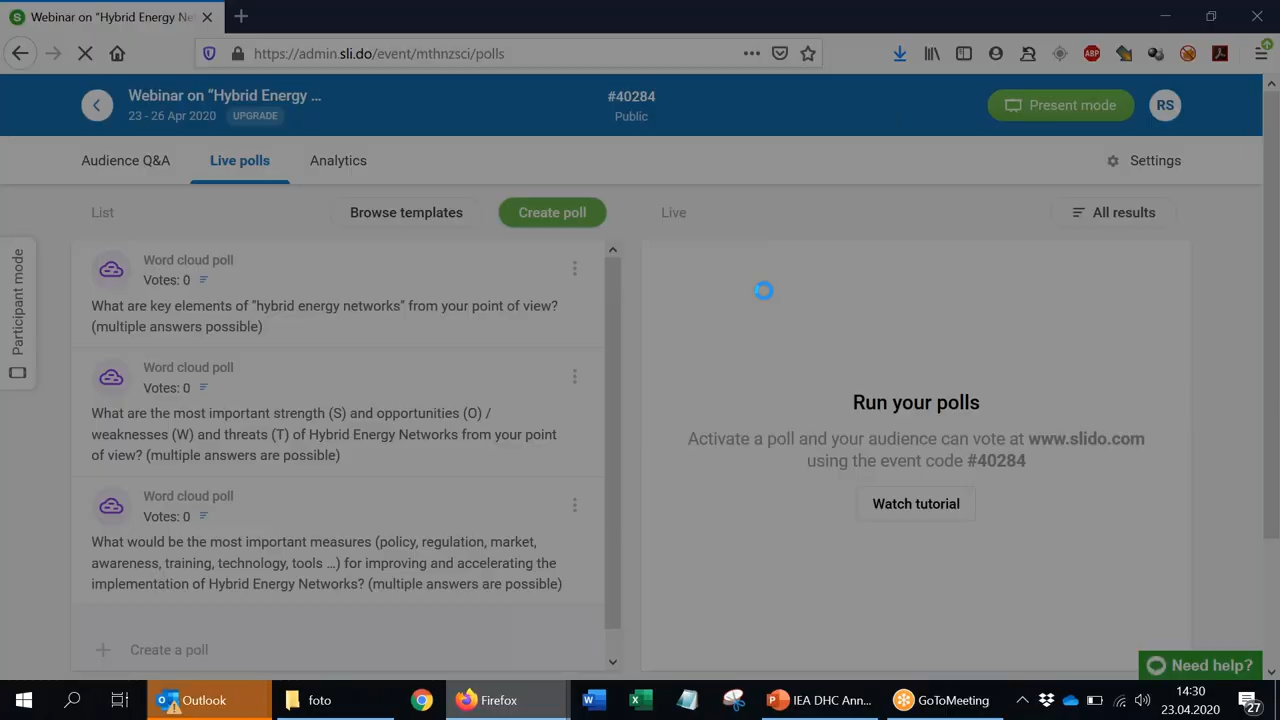 Webinar on "Hybrid Energy Ne
https://admin.sli.do/event/mthnzsci/polls
ABP
Webinar on "Hybrid Energy ...
23 - 26 Apr 2020 UPGRADE
#40284
Public
Present mode
RS
Audience Q&A
Live polls
Analytics
Settings
List
Browse templates
Create poll
Live
All results
Participant mode
Word cloud poll
Votes: 0
What are key elements of "hybrid energy networks" from your point of view?
(multiple answers possible)
Word cloud poll
Votes: 0
What are the most important strength (S) and opportunities (O) /
weaknesses (W) and threats (T) of Hybrid Energy Networks from your point
of view? (multiple answers are possible)
Word cloud poll
Votes: 0
What would be the most important measures (policy, regulation, market,
awareness, training, technology, tools ...) for improving and accelerating the
implementation of Hybrid Energy Networks? (multiple answers are possible)
Create a poll
Run your polls
Activate a poll and your audience can vote at www.slido.com
using the event code #40284
Watch tutorial
Need help?
Outlook
foto
Firefox
IEA DHC Ann...
GoToMeeting
14:30
23.04.2020
27